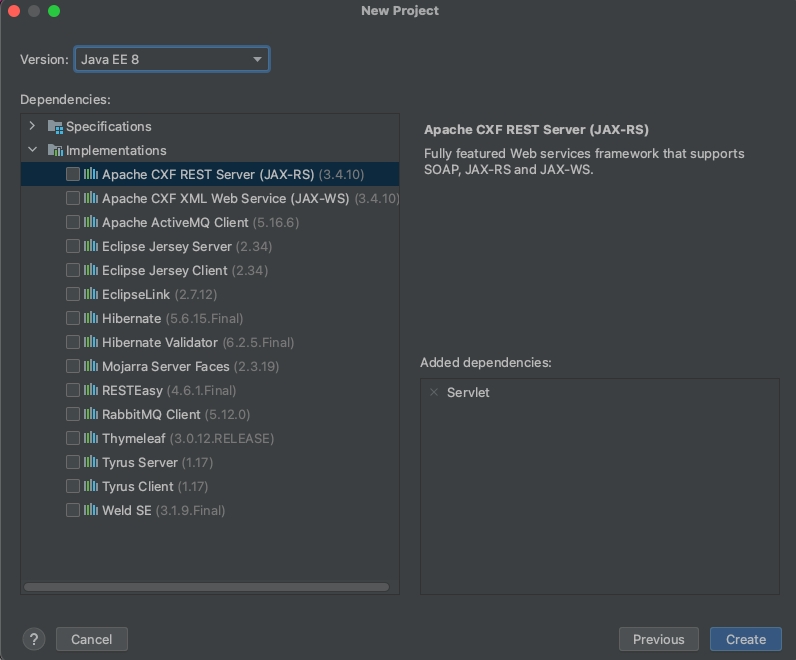 New Project
Version: Java EE 8
Dependencies:
Specifications
Implementations
Apache CXF REST Server (JAX-RS) (3.4.10)
Apache CXF XML Web Service (JAX-WS) (3.4.10)
Apache ActiveMQ Client (5.16.6)
Eclipse Jersey Server (2.34)
Eclipse Jersey Client (2.34)
EclipseLink (2.7.12)
Hibernate (5.6.15.Final)
Hibernate Validator (6.2.5.Final)
Mojarra Server Faces (2.3.19)
RESTEasy (4.6.1.Final)
RabbitMQ Client (5.12.0)
Thymeleaf (3.0.12.RELEASE)
Tyrus Server (1.17)
Tyrus Client (1.17)
Weld SE (3.1.9.Final)
Apache CXF REST Server (JAX-RS)
Fully featured Web services framework that supports
SOAP, JAX-RS and JAX-WS.
Added dependencies:
Servlet
? Cancel Previous Create